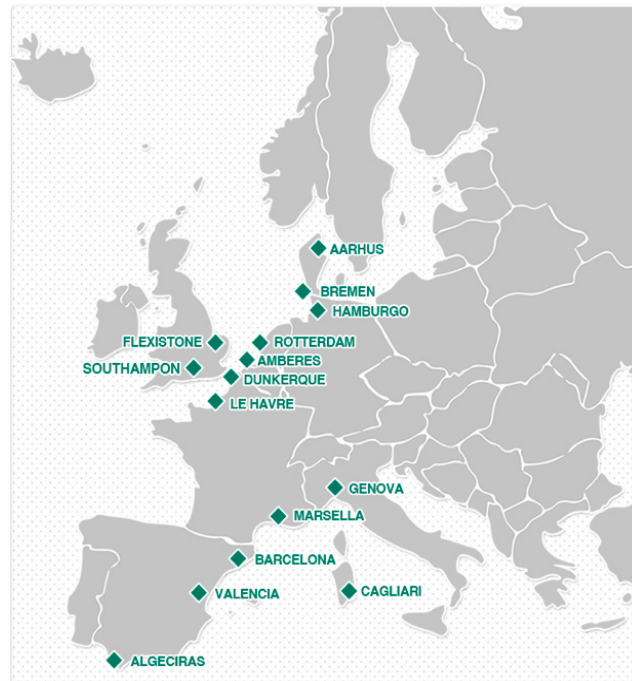 AARHUS
BREMEN
HAMBURGO
FLEXISTONE
ROTTERDAM
AMBERES
SOUTHAMPON
DUNKERQUE
LE HAVRE
GENOVA
MARSELLA
BARCELONA
VALENCIA
CAGLIARI
ALGECIRAS